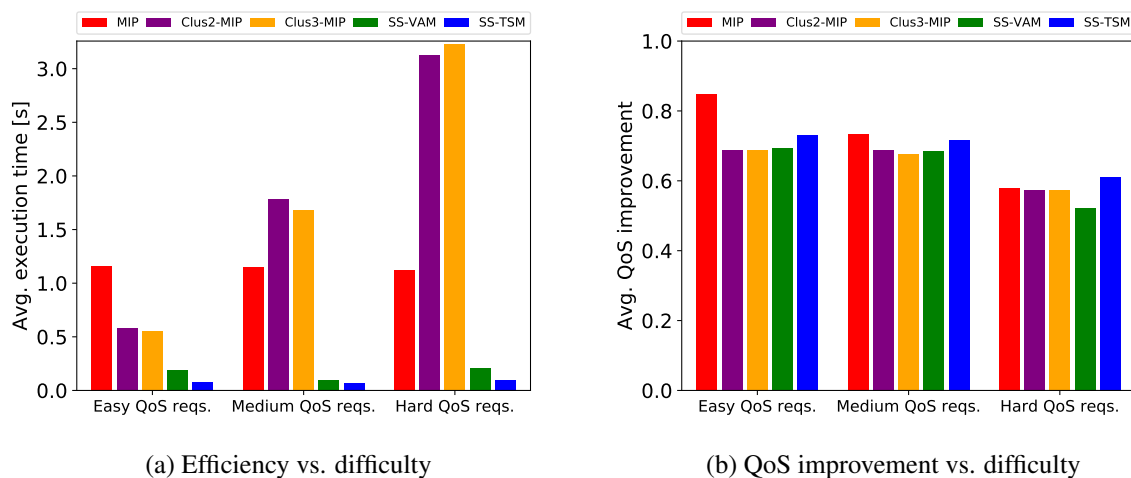 MIP Clus2-MIP Clus3-MIP SS-VAM SS-TSM
Avg. execution time [s]
3.0
2.5
2.0
1.5
1.0
0.5
0.0
Easy QoS reqs. Medium QoS reqs. Hard QoS reqs.
(a) Efficiency vs. difficulty
MIP Clus2-MIP Clus3-MIP SS-VAM SS-TSM
Avg. QoS improvement
1.0
0.8
0.6
0.4
0.2
0.0
Easy QoS reqs. Medium QoS reqs. Hard QoS reqs.
(b) QoS improvement vs. difficulty